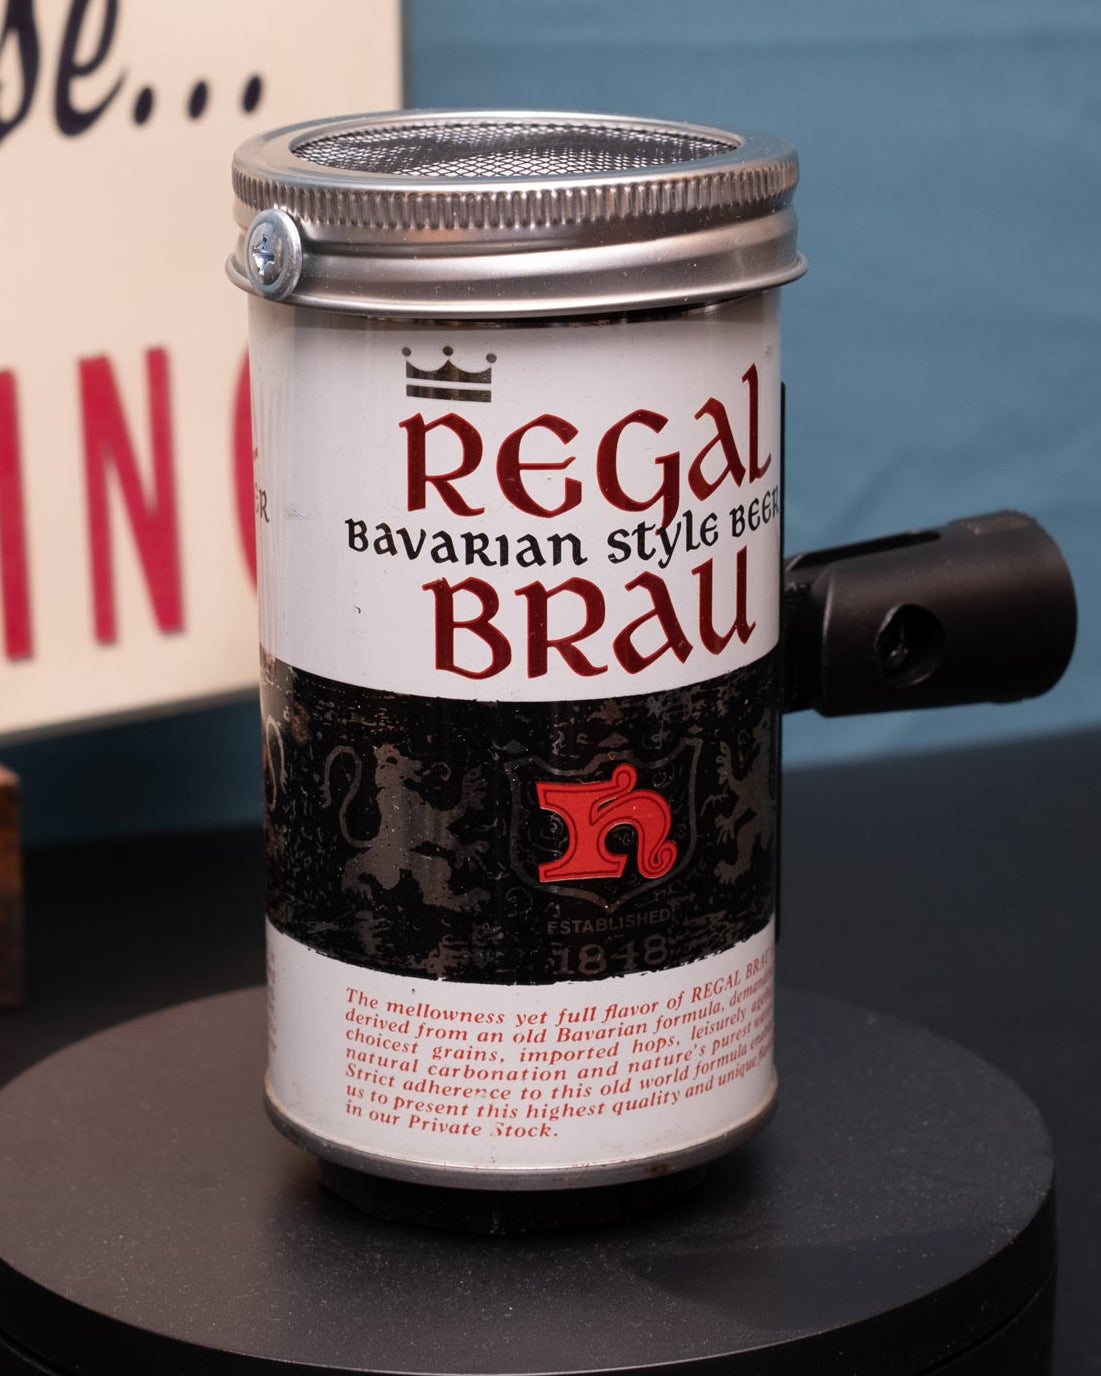 se...
ING
REGAL
BAVARIAN STYLE BEER
BRAU
ER
h
ESTABLISHED
1848
The mellowness yet full flavor of REGAL BRAU
derived from an old Bavarian formula,
choicest grains, imported hops, leisurely
natural carbonation and nature's purest
Strict adherence to this old world formula
us to present this highest quality and unique
in our Private Stock.